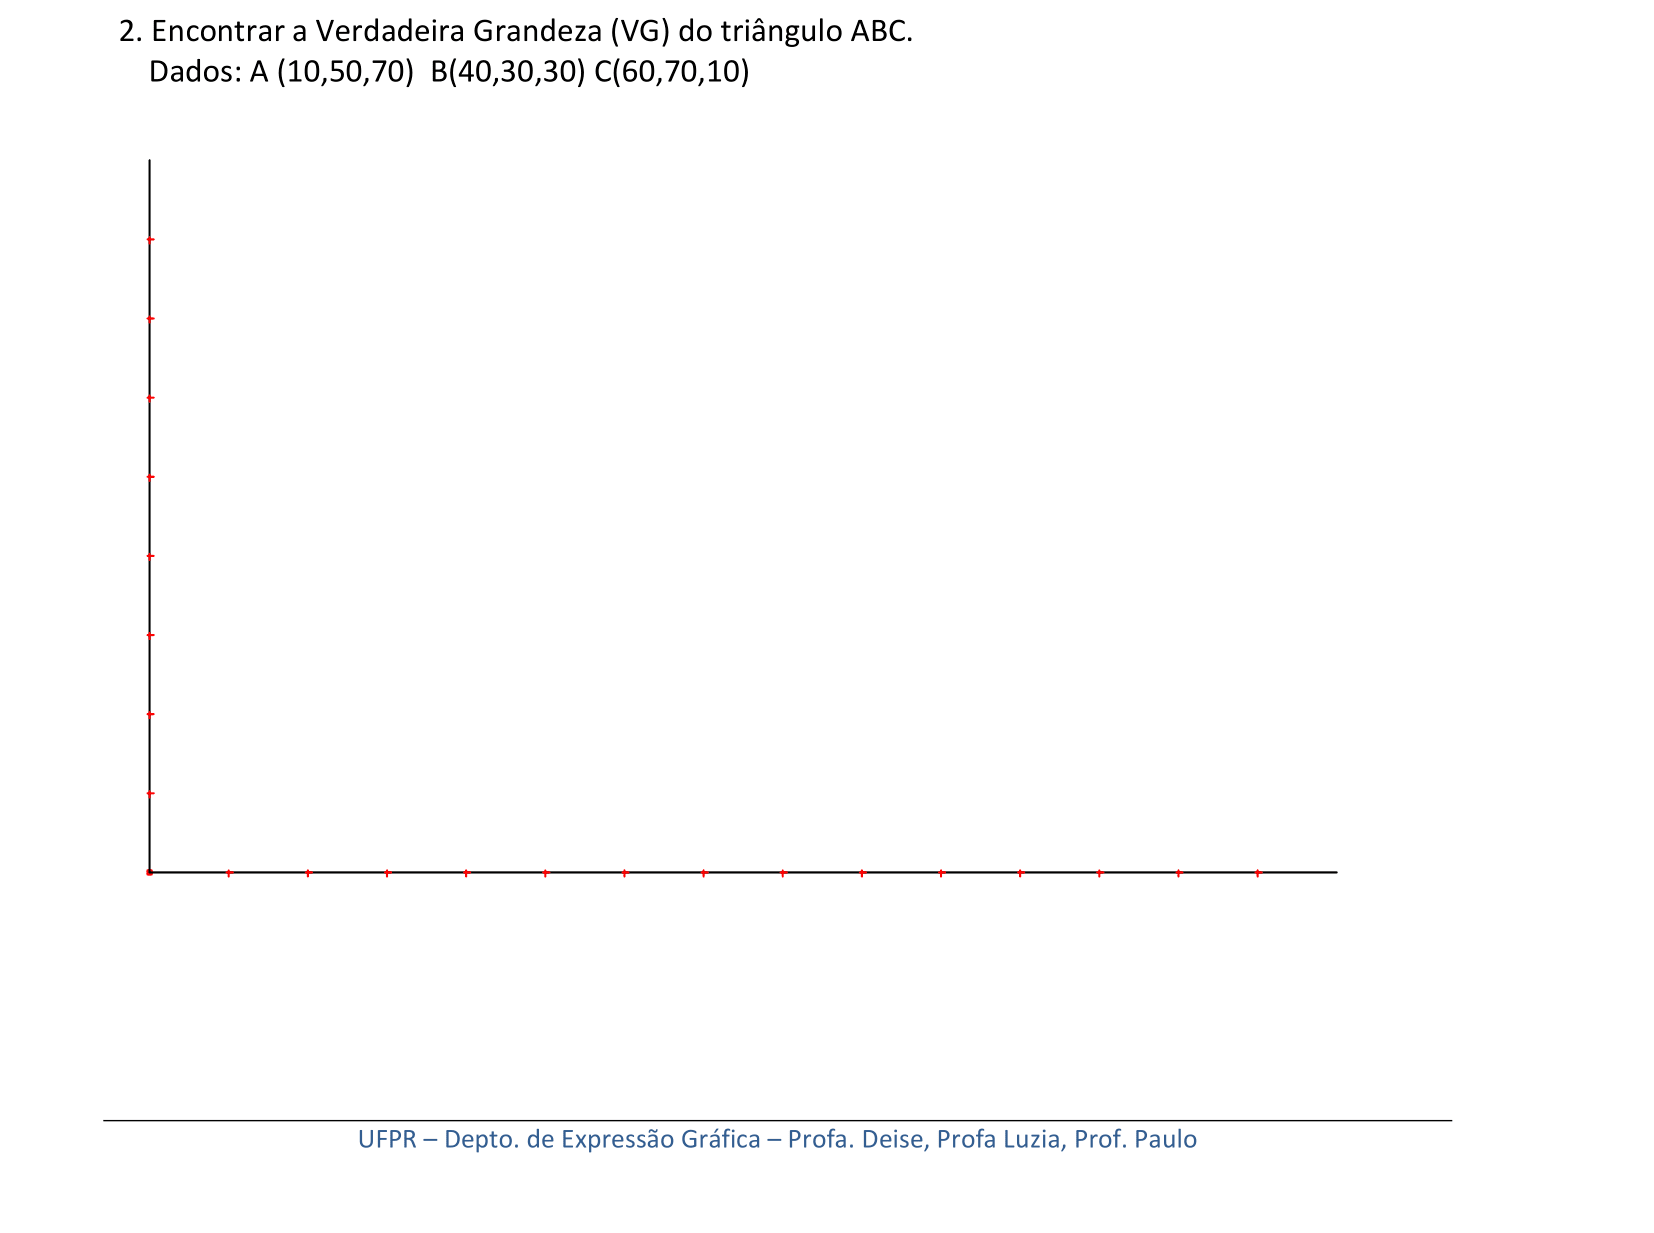 2. Encontrar a Verdadeira Grandeza (VG) do triângulo ABC.
Dados: A (10,50,70)  B(40,30,30) C(60,70,10)
UFPR – Depto. de Expressão Gráfica – Profa. Deise, Profa Luzia, Prof. Paulo